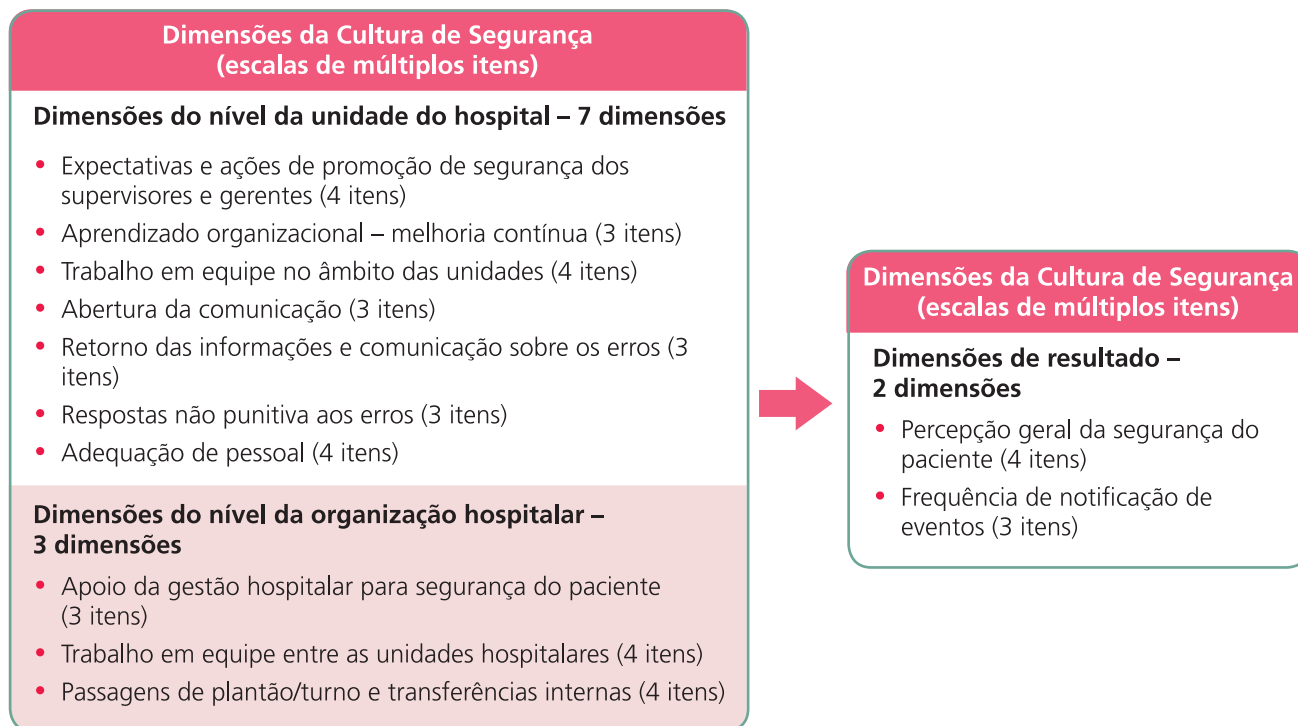 Dimensões da Cultura de Segurança
(escalas de múltiplos itens)
Dimensões do nível da unidade do hospital – 7 dimensões
• Expectativas e ações de promoção de segurança dos
supervisores e gerentes (4 itens)
• Aprendizado organizacional – melhoria contínua (3 itens)
• Trabalho em equipe no âmbito das unidades (4 itens)
• Abertura da comunicação (3 itens)
• Retorno das informações e comunicação sobre os erros (3
itens)
• Respostas não punitiva aos erros (3 itens)
• Adequação de pessoal (4 itens)
Dimensões do nível da organização hospitalar –
3 dimensões
• Apoio da gestão hospitalar para segurança do paciente
(3 itens)
• Trabalho em equipe entre as unidades hospitalares (4 itens)
• Passagens de plantão/turno e transferências internas (4 itens)
Dimensões da Cultura de Segurança
(escalas de múltiplos itens)
Dimensões de resultado –
2 dimensões
• Percepção geral da segurança do
paciente (4 itens)
• Frequência de notificação de
eventos (3 itens)